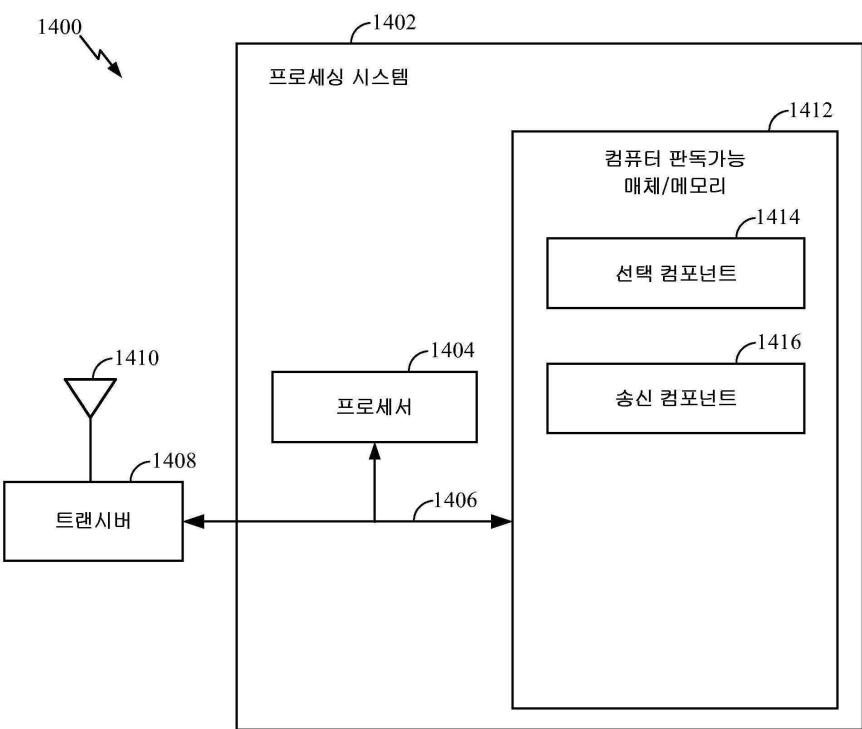 1400
1402
프로세싱 시스템
1412
컴퓨터 판독가능
매체/메모리
1414
선택 컴포넌트
1416
송신 컴포넌트
1404
프로세서
1410
1408
트랜시버
1406